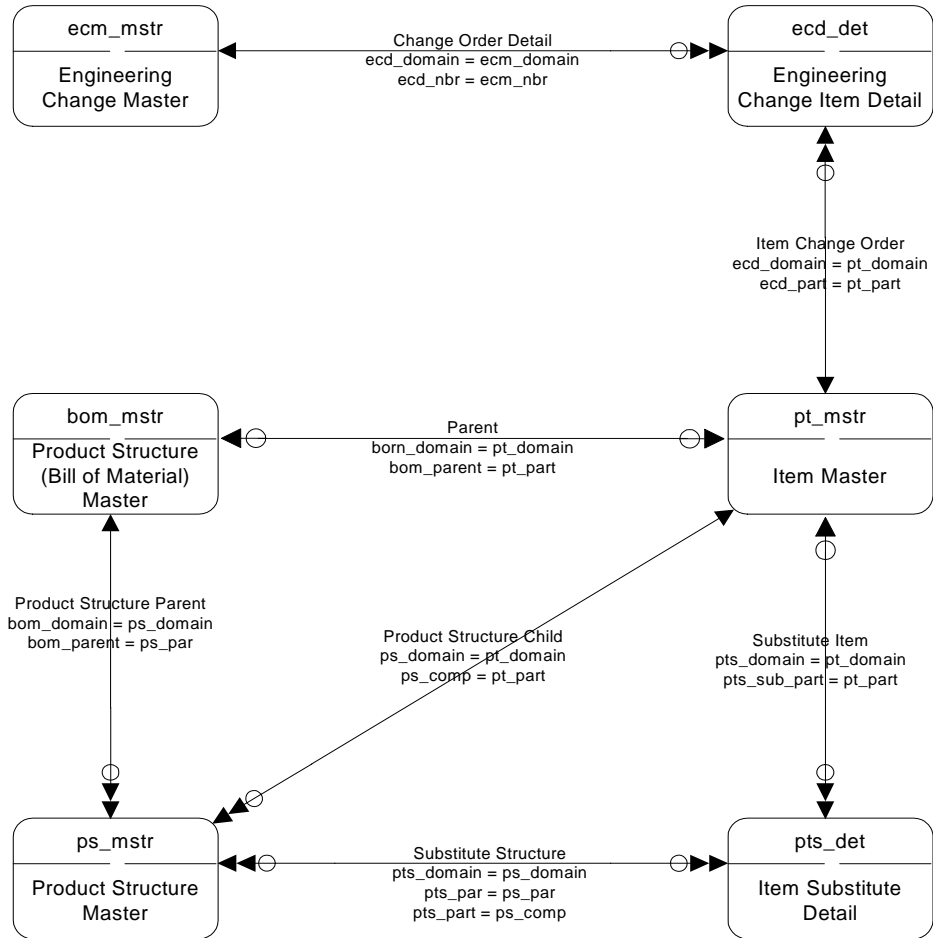 ecm_mstr
Engineering
Change Master
Change Order Detail
ecd_domain = ecm_domain
ecd_nbr = ecm_nbr
ecd_det
Engineering
Change Item Detail
Item Change Order
ecd_domain = pt_domain
ecd_part = pt_part
bom_mstr
Product Structure
(Bill of Material)
Master
Parent
born_domain = pt_domain
bom_parent = pt_part
pt_mstr
Item Master
Product Structure Parent
bom_domain = ps_domain
bom_parent = ps_par
Product Structure Child
ps_domain = pt_domain
ps_comp = pt_part
Substitute Item
pts_domain = pt_domain
pts_sub_part = pt_part
ps_mstr
Product Structure
Master
Substitute Structure
pts_domain = ps_domain
pts_par = ps_par
pts_part = ps_comp
pts_det
Item Substitute
Detail